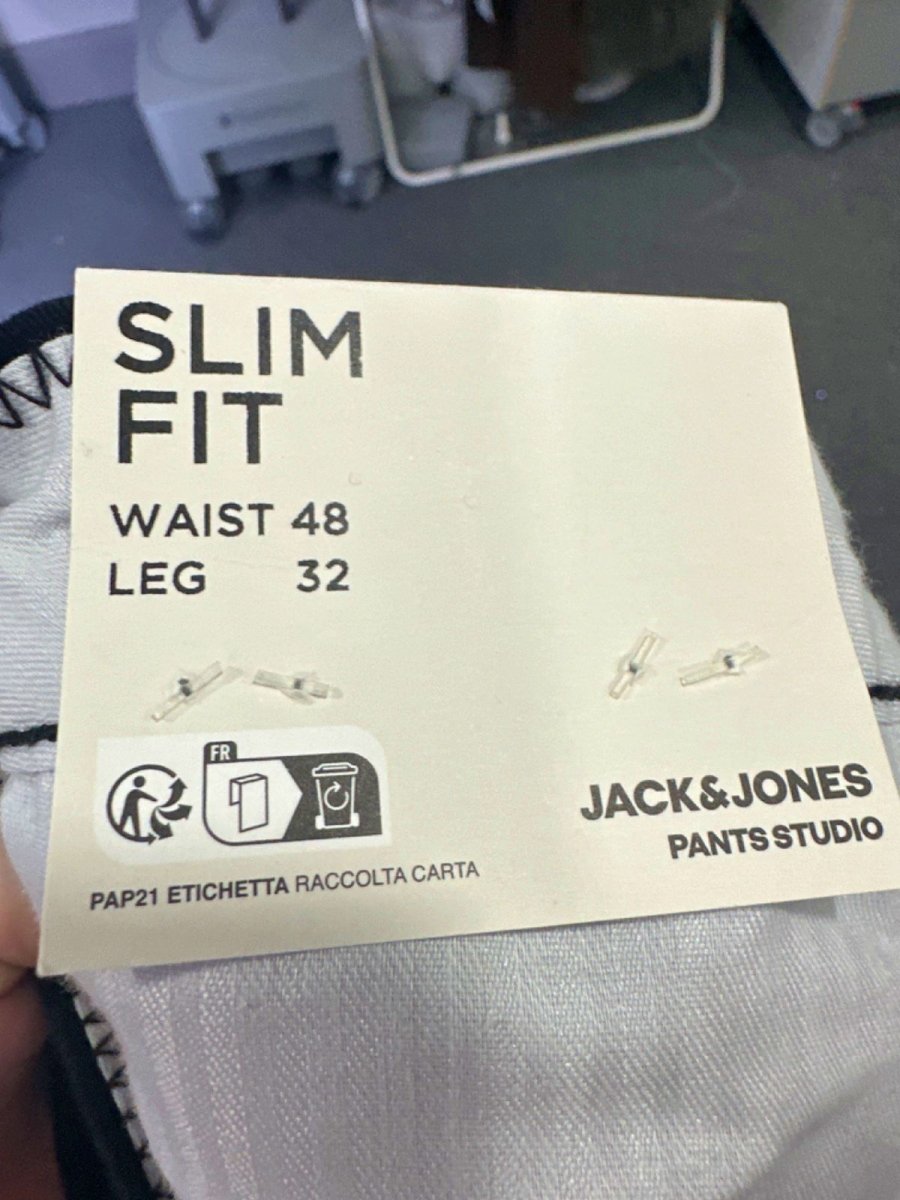 SLIM
FIT
WAIST 48
LEG 32
FR
JACK&JONES
PANTS STUDIO
PAP21 ETICHETTA RACCOLTA CARTA